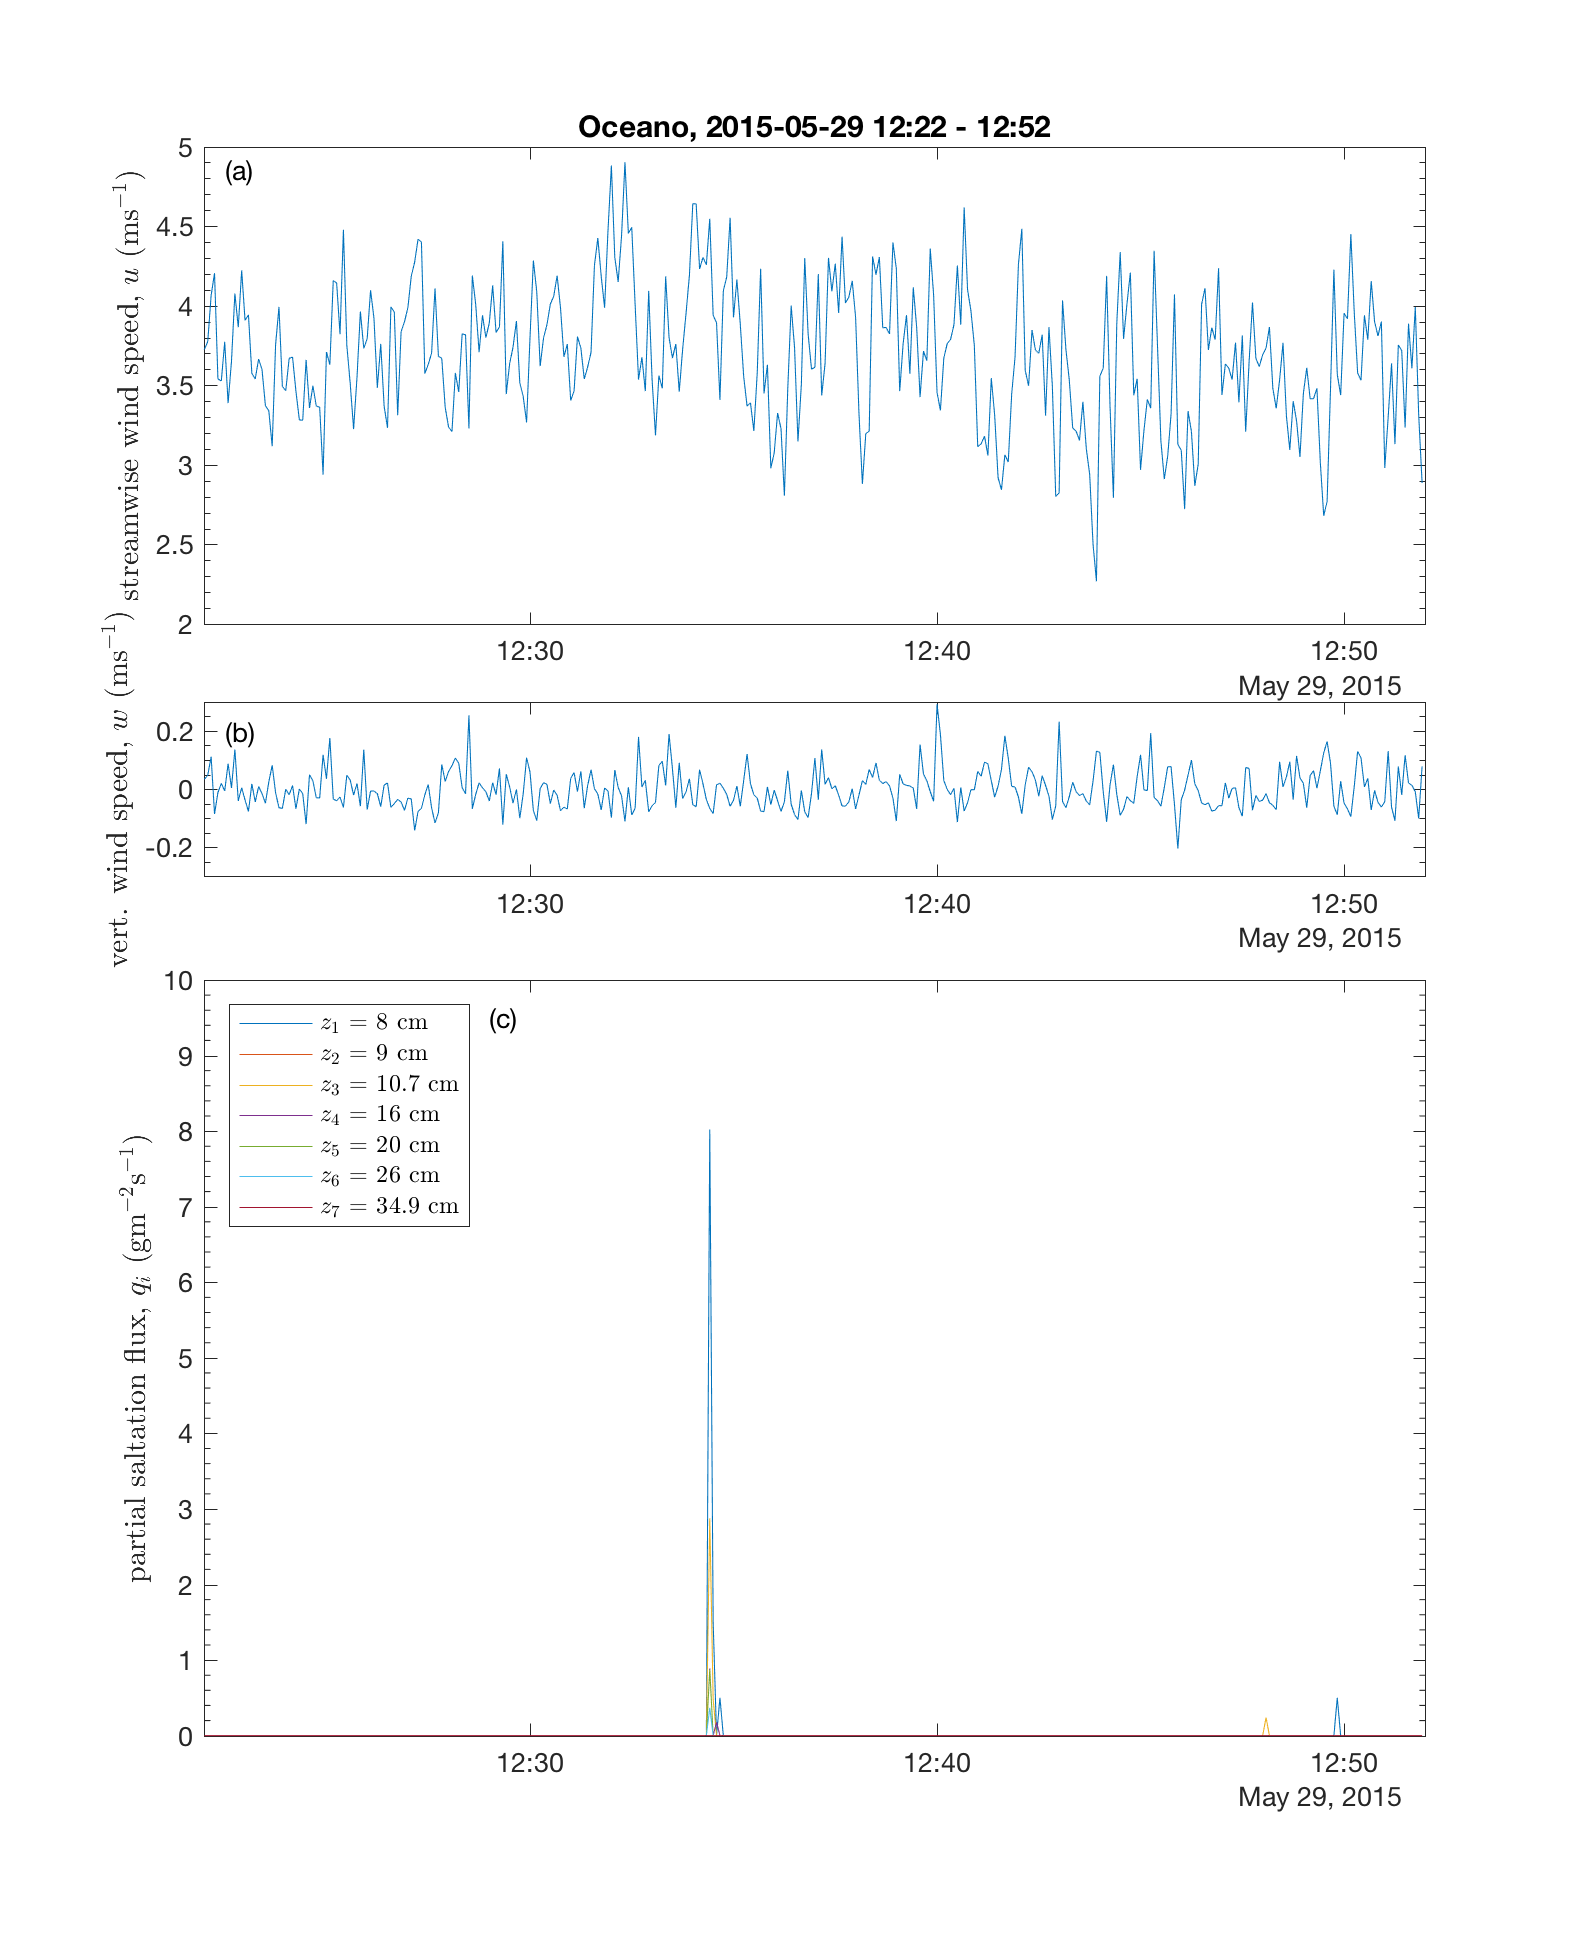 Oceano, 2015-05-29 12:22 - 12:52
(a)
streamwise wind speed, u (ms⁻¹)
5
4.5
4
3.5
3
2.5
2
12:30 12:40 12:50
May 29, 2015
(b)
vert. wind speed, w (ms⁻¹)
0.2
0
-0.2
12:30 12:40 12:50
May 29, 2015
(c)
partial saltation flux, qᵢ (gm⁻²s⁻¹)
10
9
8
7
6
5
4
3
2
1
0
z₁ = 8 cm
z₂ = 9 cm
z₃ = 10.7 cm
z₄ = 16 cm
z₅ = 20 cm
z₆ = 26 cm
z₇ = 34.9 cm
12:30 12:40 12:50
May 29, 2015